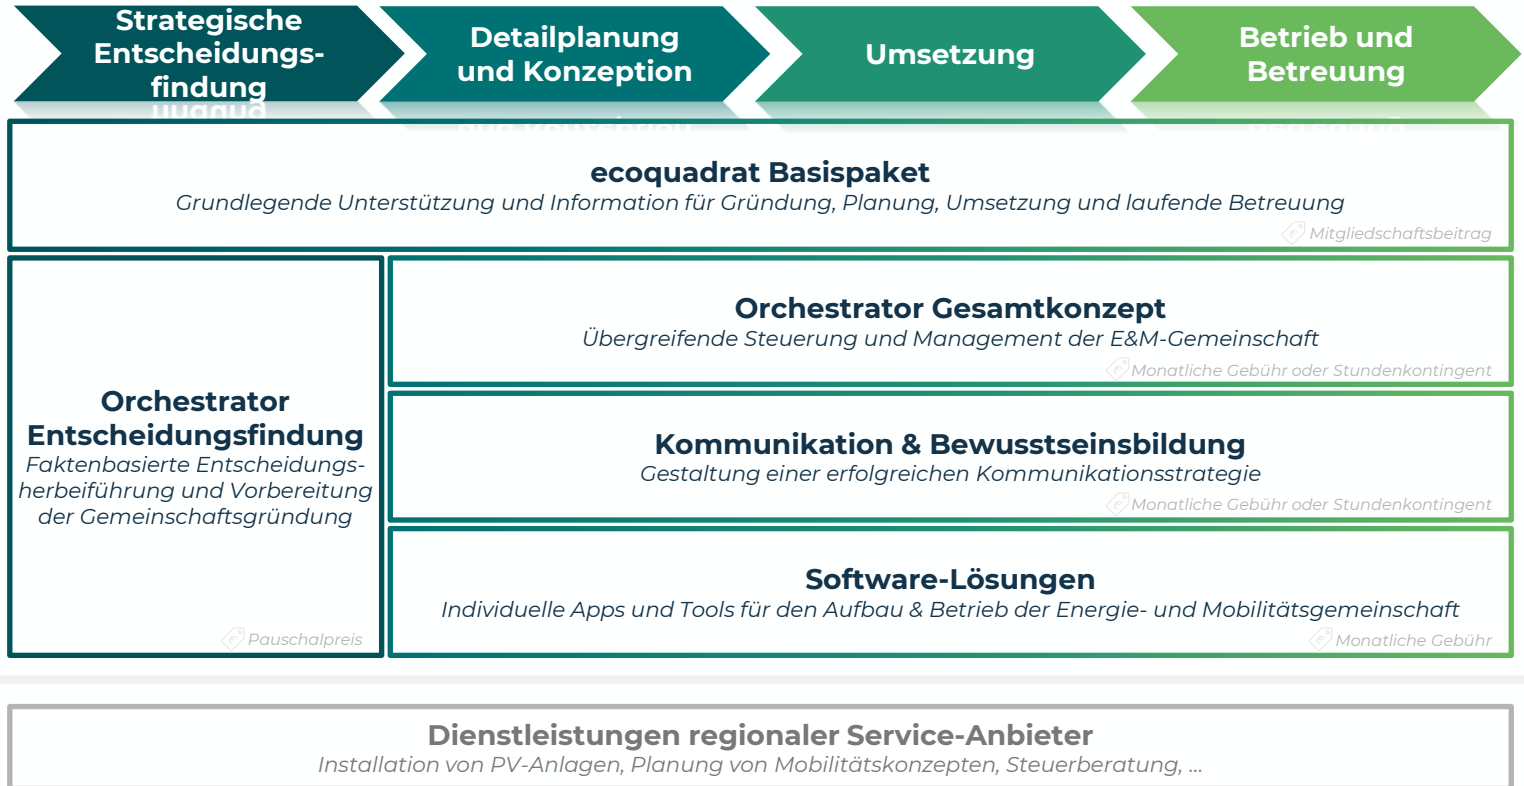 Strategische
Entscheidungs-
findung
Detailplanung
und Konzeption
Umsetzung
Betrieb und
Betreuung
ecoquadrat Basispaket
Grundlegende Unterstützung und Information für Gründung, Planung, Umsetzung und laufende Betreuung
Mitgliedschaftsbeitrag
Orchestrator
Entscheidungsfindung
Faktenbasierte Entscheidungs-
herbeiführung und Vorbereitung
der Gemeinschaftsgründung
Pauschalpreis
Orchestrator Gesamtkonzept
Übergreifende Steuerung und Management der E&M-Gemeinschaft
Monatliche Gebühr oder Stundenkontingent
Kommunikation & Bewusstseinsbildung
Gestaltung einer erfolgreichen Kommunikationsstrategie
Monatliche Gebühr oder Stundenkontingent
Software-Lösungen
Individuelle Apps und Tools für den Aufbau & Betrieb der Energie- und Mobilitätsgemeinschaft
Monatliche Gebühr
Dienstleistungen regionaler Service-Anbieter
Installation von PV-Anlagen, Planung von Mobilitätskonzepten, Steuerberatung, ...